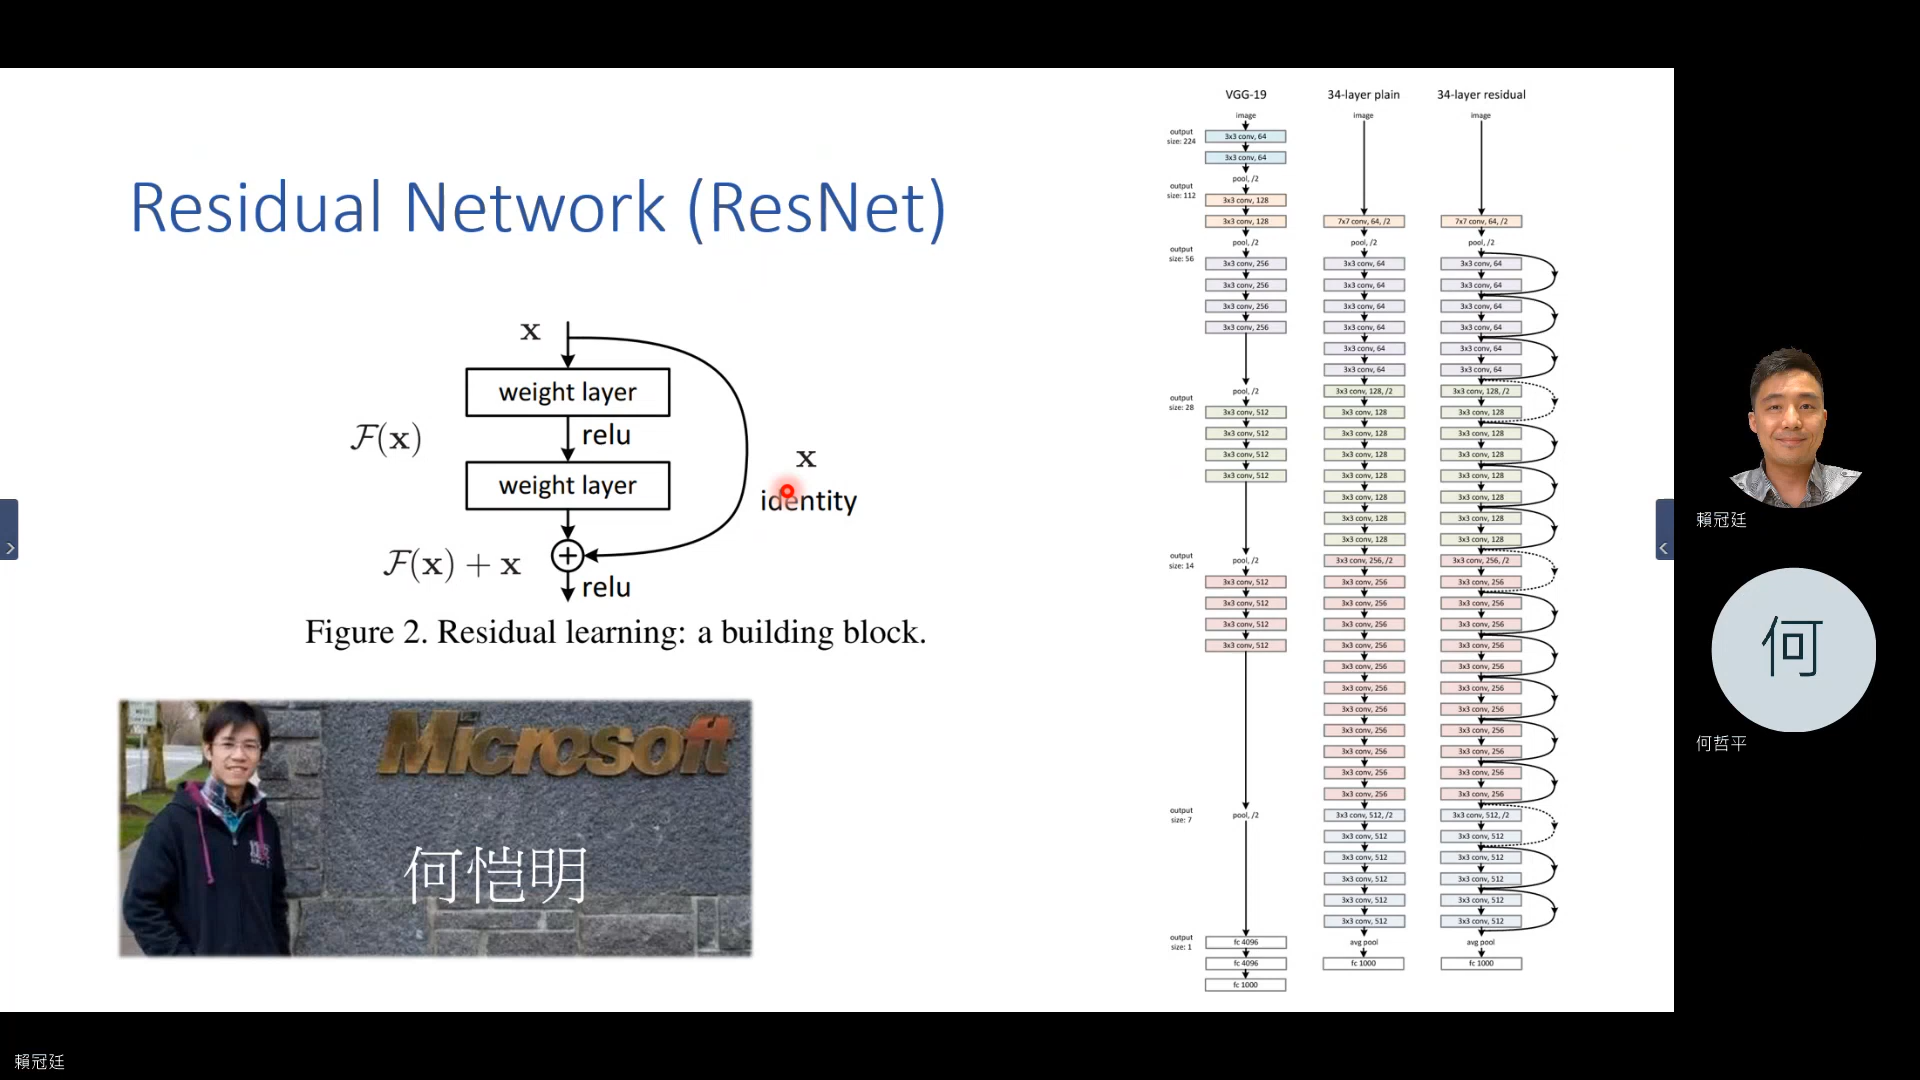 Residual Network (ResNet)
x
weight layer
F(x)
relu
weight layer
x
identity
F(x) + x
relu
Figure 2. Residual learning: a building block.
Microsoft
何恺明
VGG-19
image
output
size: 224
3x3 conv, 64
3x3 conv, 64
pool, /2
output
size: 112
3x3 conv, 128
3x3 conv, 128
pool, /2
output
size: 56
3x3 conv, 256
3x3 conv, 256
3x3 conv, 256
3x3 conv, 256
pool, /2
output
size: 28
3x3 conv, 512
3x3 conv, 512
3x3 conv, 512
3x3 conv, 512
pool, /2
output
size: 14
3x3 conv, 512
3x3 conv, 512
3x3 conv, 512
3x3 conv, 512
pool, /2
output
size: 7
output
size: 1
fc 4096
fc 4096
fc 1000
34-layer plain
image
7x7 conv, 64, /2
pool, /2
3x3 conv, 64
3x3 conv, 64
3x3 conv, 64
3x3 conv, 64
3x3 conv, 64
3x3 conv, 64
3x3 conv, 128, /2
3x3 conv, 128
3x3 conv, 128
3x3 conv, 128
3x3 conv, 128
3x3 conv, 128
3x3 conv, 128
3x3 conv, 128
3x3 conv, 256, /2
3x3 conv, 256
3x3 conv, 256
3x3 conv, 256
3x3 conv, 256
3x3 conv, 256
3x3 conv, 256
3x3 conv, 256
3x3 conv, 256
3x3 conv, 256
3x3 conv, 256
3x3 conv, 256
3x3 conv, 512, /2
3x3 conv, 512
3x3 conv, 512
3x3 conv, 512
3x3 conv, 512
3x3 conv, 512
avg pool
fc 1000
34-layer residual
image
7x7 conv, 64, /2
pool, /2
3x3 conv, 64
3x3 conv, 64
3x3 conv, 64
3x3 conv, 64
3x3 conv, 64
3x3 conv, 64
3x3 conv, 128, /2
3x3 conv, 128
3x3 conv, 128
3x3 conv, 128
3x3 conv, 128
3x3 conv, 128
3x3 conv, 128
3x3 conv, 128
3x3 conv, 256, /2
3x3 conv, 256
3x3 conv, 256
3x3 conv, 256
3x3 conv, 256
3x3 conv, 256
3x3 conv, 256
3x3 conv, 256
3x3 conv, 256
3x3 conv, 256
3x3 conv, 256
3x3 conv, 256
3x3 conv, 512, /2
3x3 conv, 512
3x3 conv, 512
3x3 conv, 512
3x3 conv, 512
3x3 conv, 512
avg pool
fc 1000
賴冠廷
何
何哲平
賴冠廷